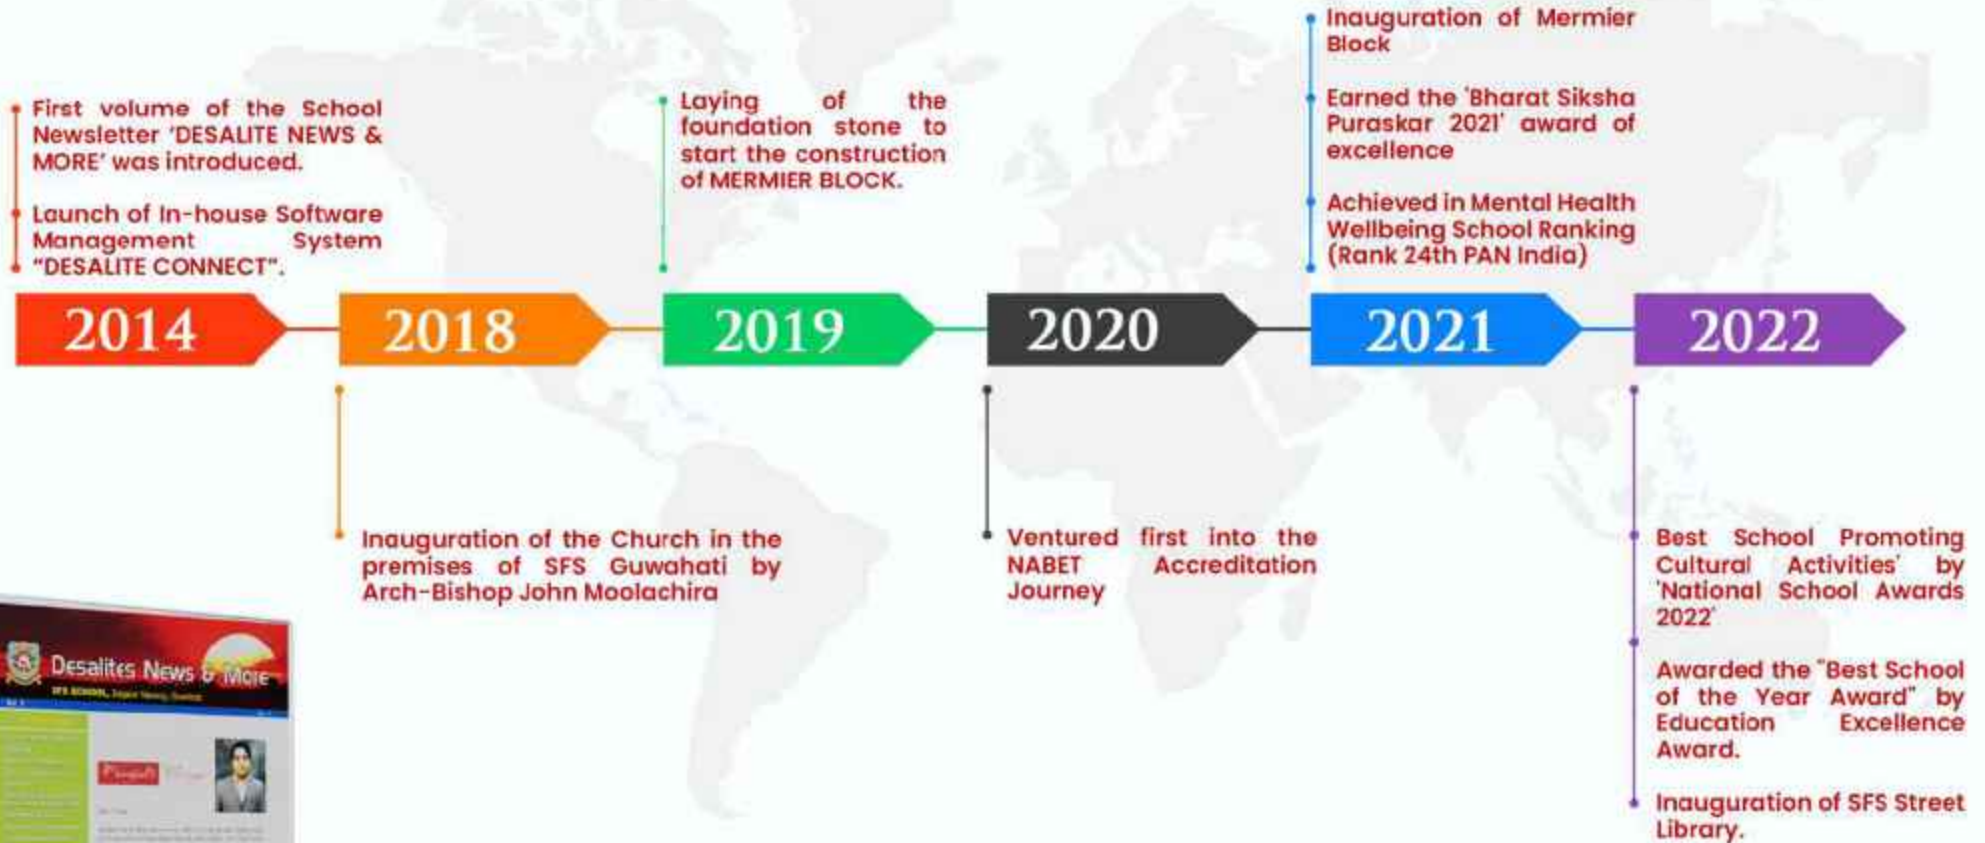 First volume of the School
Newsletter 'DESALITE NEWS &
MORE' was introduced.
Launch of In-house Software
Management System
"DESALITE CONNECT".
Laying of the
foundation stone to
start the construction
of MERMIER BLOCK.
Inauguration of Mermier
Block
Earned the 'Bharat Siksha
Puraskar 2021' award of
excellence
Achieved in Mental Health
Wellbeing School Ranking
(Rank 24th PAN India)
2014
2018
2019
2020
2021
2022
Inauguration of the Church in the
premises of SFS Guwahati by
Arch-Bishop John Moolachira
Ventured first into the
NABET Accreditation
Journey
Best School Promoting
Cultural Activities' by
'National School Awards
2022'
Awarded the "Best School
of the Year Award" by
Education Excellence
Award.
Inauguration of SFS Street
Library.
Desalites News & More
SFS SCHOOL,